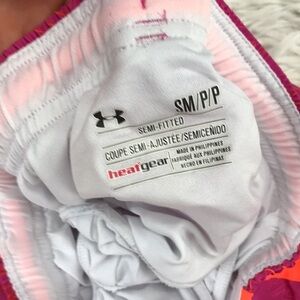 SM/P/P
SEMI-FITTED
COUPE SEMI-AJUSTÉE/SEMICEÑIDO
heatgear
MADE IN PHILIPPINES
FABRIQUÉ AUX PHILIPPINES
HECHO EN FILIPINAS